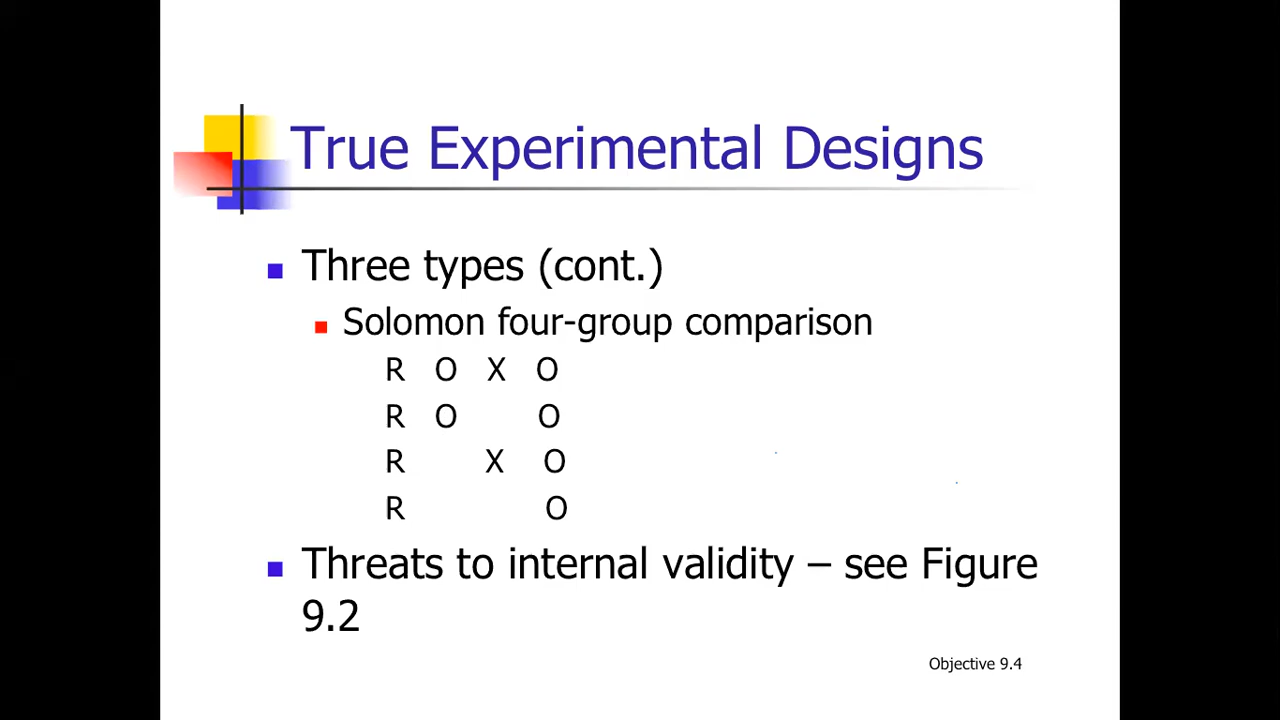 True Experimental Designs
Three types (cont.)
Solomon four-group comparison
R O X O
R O O
R X O
R O
Threats to internal validity – see Figure
9.2
Objective 9.4